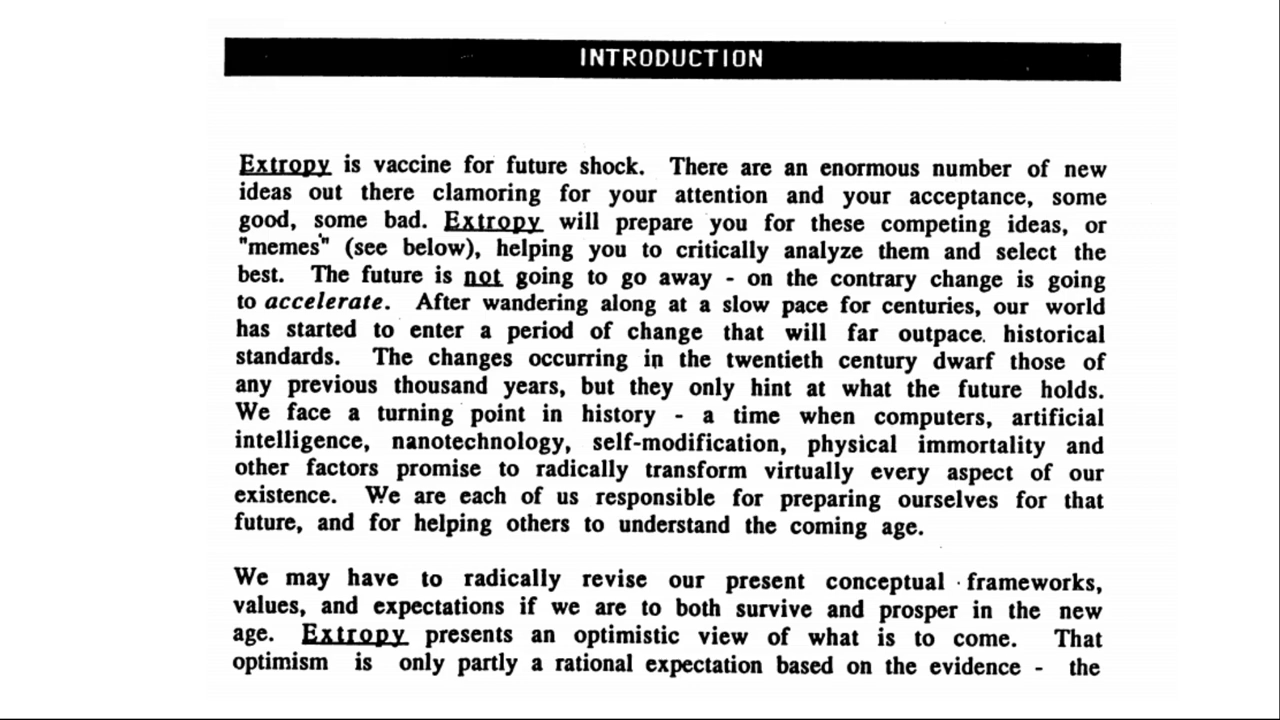 INTRODUCTION
Extropy is vaccine for future shock. There are an enormous number of new
ideas out there clamoring for your attention and your acceptance, some
good, some bad. Extropy will prepare you for these competing ideas, or
"memes" (see below), helping you to critically analyze them and select the
best. The future is not going to go away - on the contrary change is going
to accelerate. After wandering along at a slow pace for centuries, our world
has started to enter a period of change that will far outpace historical
standards. The changes occurring in the twentieth century dwarf those of
any previous thousand years, but they only hint at what the future holds.
We face a turning point in history - a time when computers, artificial
intelligence, nanotechnology, self-modification, physical immortality and
other factors promise to radically transform virtually every aspect of our
existence. We are each of us responsible for preparing ourselves for that
future, and for helping others to understand the coming age.
We may have to radically revise our present conceptual frameworks,
values, and expectations if we are to both survive and prosper in the new
age. Extropy presents an optimistic view of what is to come. That
optimism is only partly a rational expectation based on the evidence - the